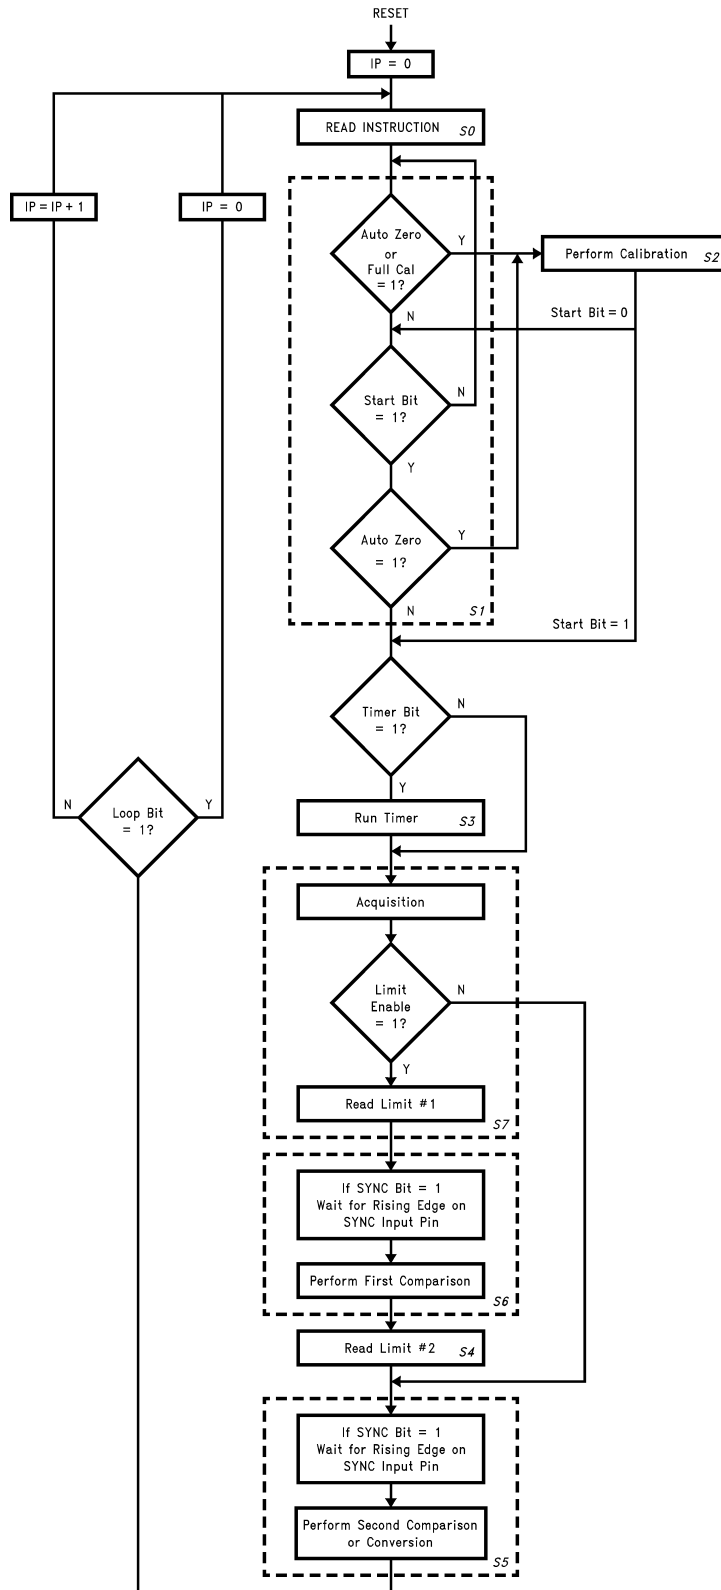 RESET
IP = 0
READ INSTRUCTION
S0
IP = IP + 1
IP = 0
Auto Zero
or
Full Cal
= 1?
Y
Perform Calibration
S2
N
Start Bit = 0
Start Bit
= 1?
N
Y
Auto Zero
= 1?
Y
N
S1
Start Bit = 1
Timer Bit
= 1?
N
Y
N
Loop Bit
= 1?
Y
Run Timer
S3
Acquisition
Limit
Enable
= 1?
N
Y
Read Limit #1
S7
If SYNC Bit = 1
Wait for Rising Edge on
SYNC Input Pin
Perform First Comparison
S6
Read Limit #2
S4
If SYNC Bit = 1
Wait for Rising Edge on
SYNC Input Pin
Perform Second Comparison
or Conversion
S5